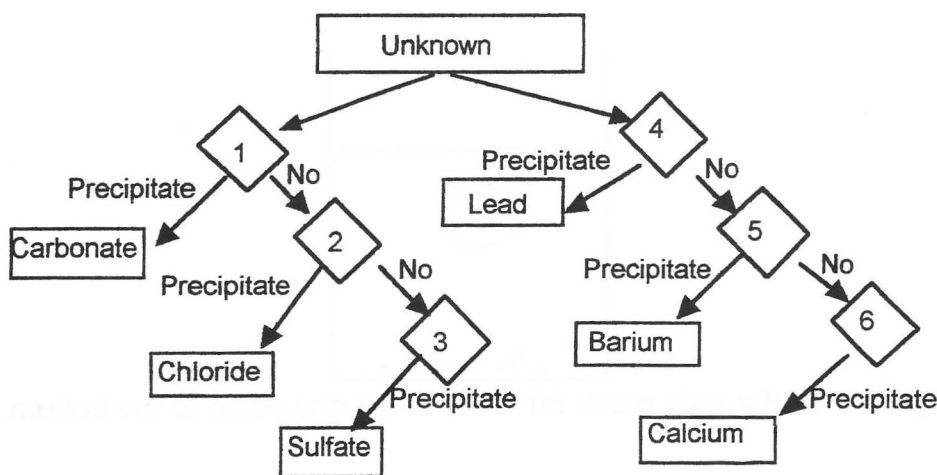 Unknown
1
4
Precipitate
No
Precipitate
No
Carbonate
Lead
2
5
Precipitate
No
Precipitate
No
Chloride
3
Barium
6
Precipitate
Precipitate
Sulfate
Calcium